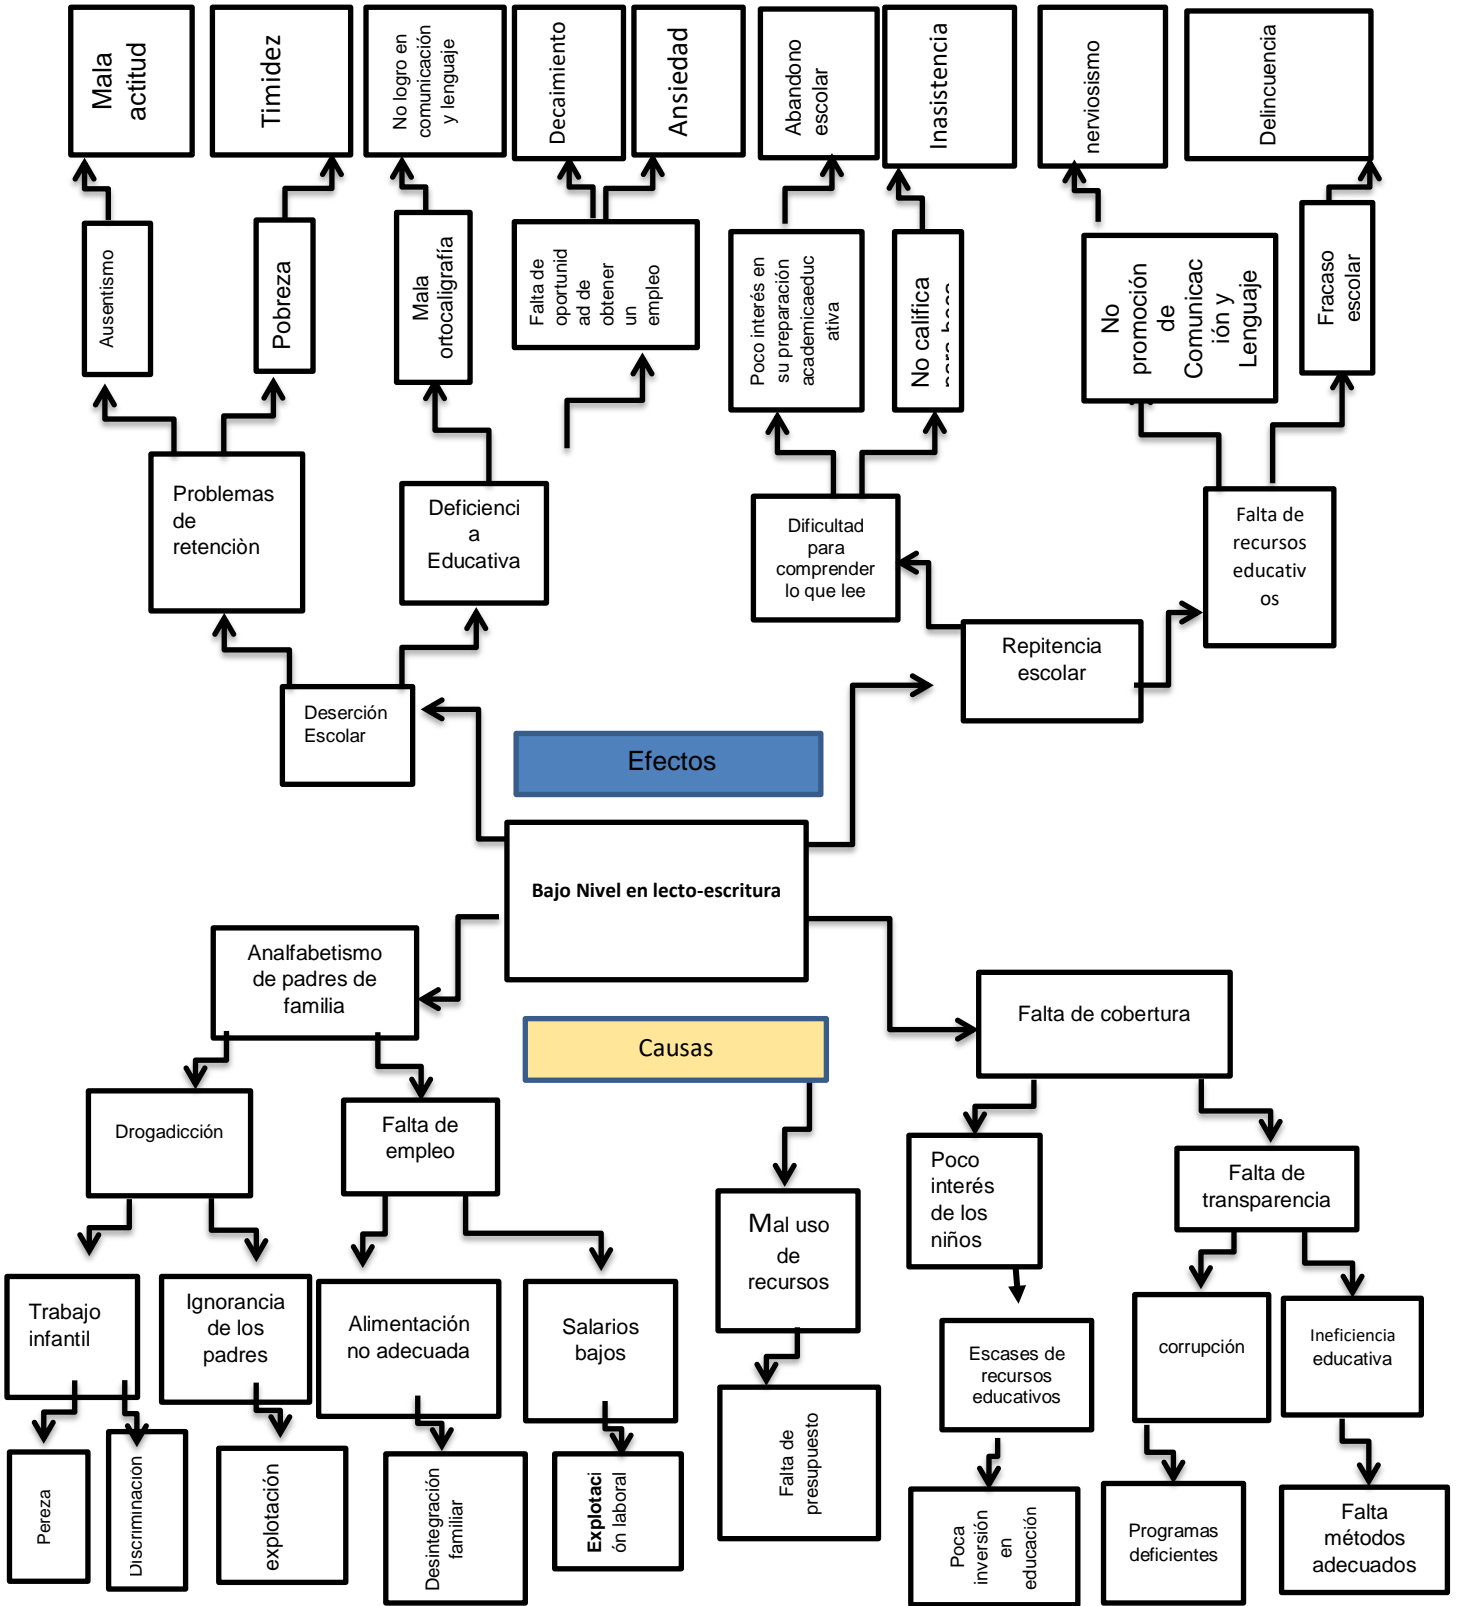 Mala
actitud
Timidez
No logro en
comunicación
y lenguaje
Decaimiento
Ansiedad
Abandono
escolar
Inasistencia
nerviosismo
Delincuencia
Ausentismo
Pobreza
Mala
ortocaligrafía
Falta de
oportunid
ad de
obtener
un
empleo
Poco interés en
su preparación
academicaeduc
ativa
No califica
No
promoción
de
Comunicac
ión y
Lenguaje
Fracaso
escolar
Problemas
de
retenciòn
Deficienci
a
Educativa
Dificultad
para
comprender
lo que lee
Falta de
recursos
educativ
os
Repitencia
escolar
Deserción
Escolar
Efectos
Bajo Nivel en lecto-escritura
Analfabetismo
de padres de
familia
Causas
Falta de cobertura
Drogadicción
Falta de
empleo
Poco
interés
de los
niños
Falta de
transparencia
Mal uso
de
recursos
Trabajo
infantil
Ignorancia
de los
padres
Alimentación
no adecuada
Salarios
bajos
Escases de
recursos
educativos
corrupción
Ineficiencia
educativa
Pereza
Discriminación
explotación
Desintegración
familiar
Explotaci
ón laboral
Falta de
presupuesto
Poca
inversión
en
educación
Programas
deficientes
Falta
métodos
adecuados